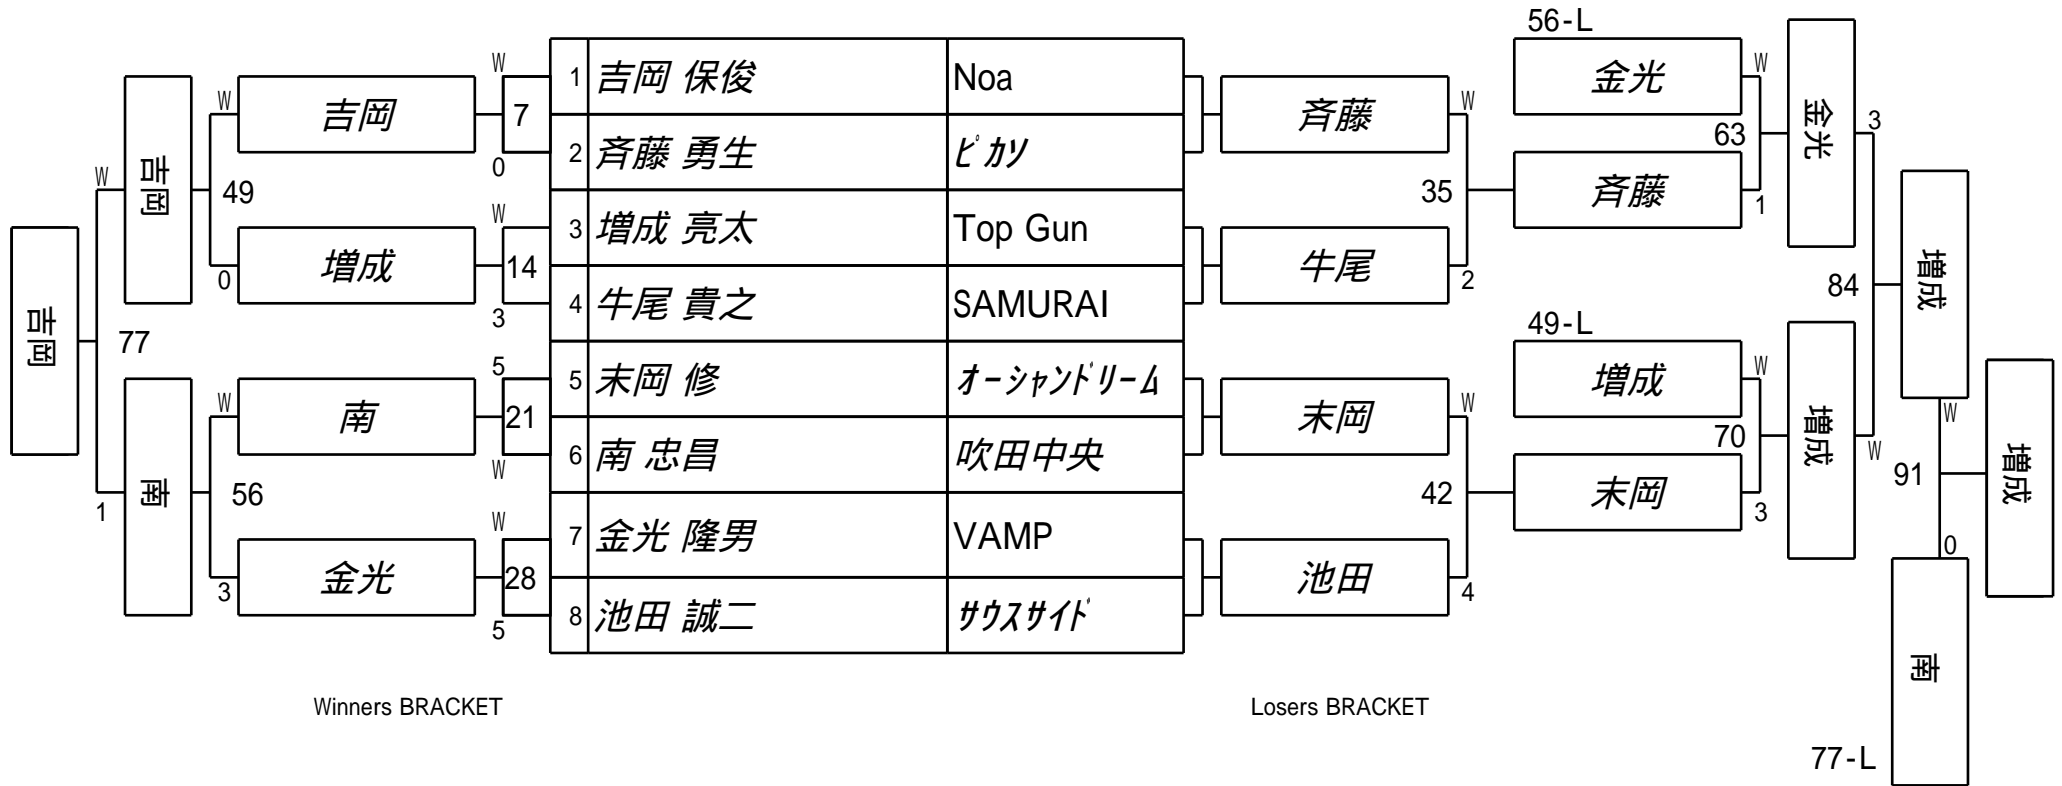 56-L
W
1 吉岡 保俊 Noa
金光
W
W
吉岡
7
斉藤
W
金光
3
2 斉藤 勇生 ピカソ
0
63
吉岡
W
49
35
斉藤
1
W
3 増成 亮太 Top Gun
増成
14
牛尾
増成
0
2
84
4 牛尾 貴之 SAMURAI
3
49-L
吉岡
77
5
5 末岡 修 オーシャンドリーム
増成
W
W
南
21
末岡
W
増成
W
70
W
6 南 忠昌 吹田中央
W
91
増成
南
56
42
末岡
3
1
W
7 金光 隆男 VAMP
0
金光
28
池田
3
4
8 池田 誠二 サウスサイド
5
南
Winners BRACKET
Losers BRACKET
77-L